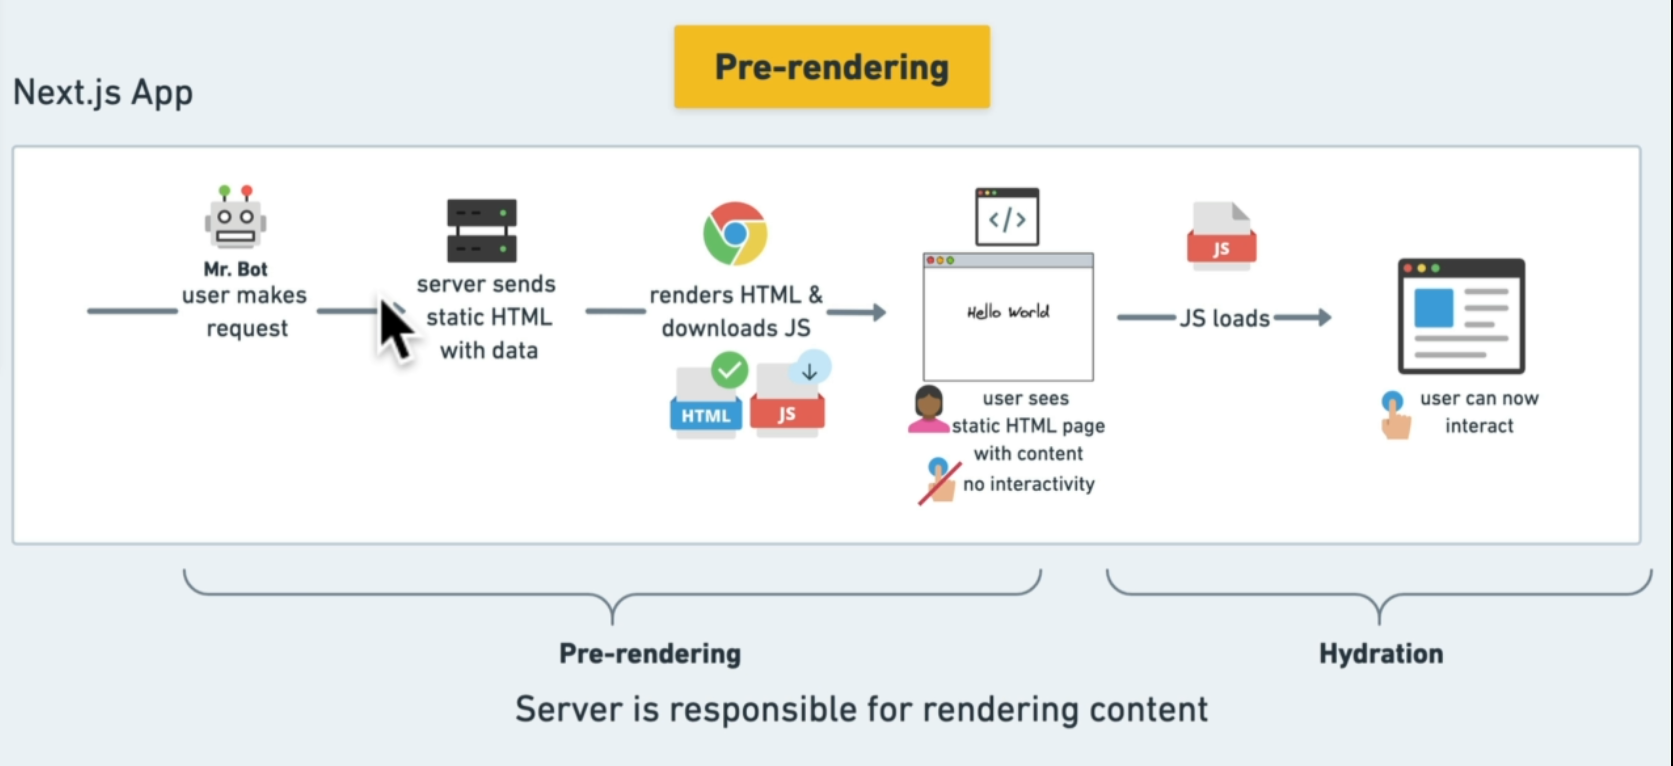 Pre-rendering
Next.js App
Mr. Bot
user makes
request
server sends
static HTML
with data
renders HTML &
downloads JS
HTML
JS
</>
Hello World
user sees
static HTML page
with content
no interactivity
JS
JS loads
user can now
interact
Pre-rendering
Hydration
Server is responsible for rendering content